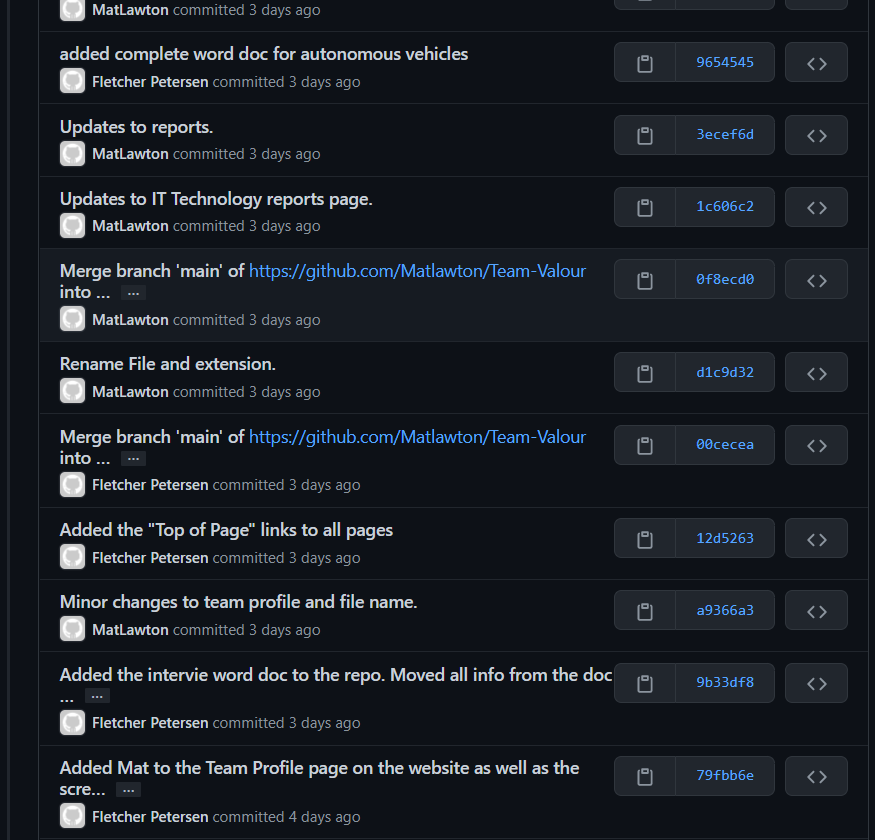 MatLawton committed 3 days ago
added complete word doc for autonomous vehicles
9654545
Fletcher Petersen committed 3 days ago
Updates to reports.
3ecef6d
MatLawton committed 3 days ago
Updates to IT Technology reports page.
1c606c2
MatLawton committed 3 days ago
Merge branch 'main' of https://github.com/Matlawton/Team-Valour
into ... ...
0f8ecd0
MatLawton committed 3 days ago
Rename File and extension.
d1c9d32
MatLawton committed 3 days ago
Merge branch 'main' of https://github.com/Matlawton/Team-Valour
into ... ...
00cecea
Fletcher Petersen committed 3 days ago
Added the "Top of Page" links to all pages
12d5263
Fletcher Petersen committed 3 days ago
Minor changes to team profile and file name.
a9366a3
MatLawton committed 3 days ago
Added the intervie word doc to the repo. Moved all info from the doc
... ...
9b33df8
Fletcher Petersen committed 3 days ago
Added Mat to the Team Profile page on the website as well as the
scre... ...
79fbb6e
Fletcher Petersen committed 4 days ago